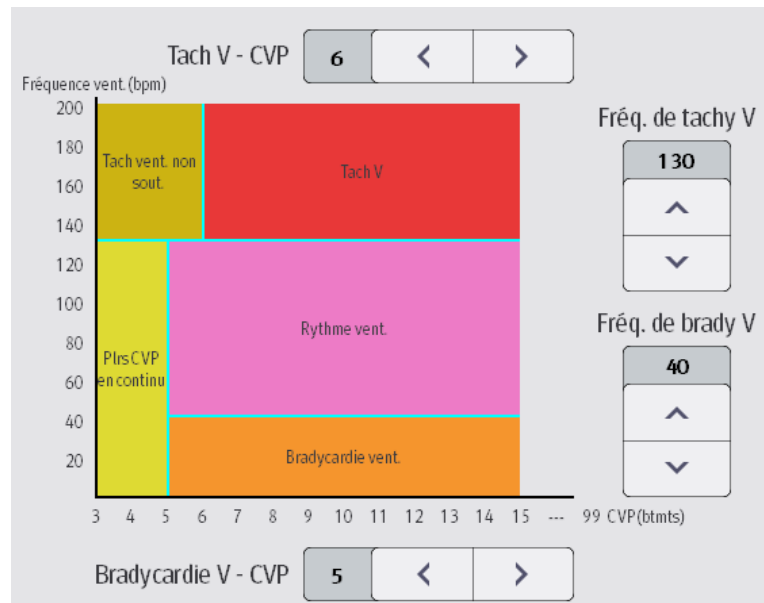 Tach V - CVP 6
Fréquence vent. (bpm)
200
180
160
140
120
100
80
60
40
20
Tach vent. non
sout.
Tach V
Rythme vent.
Plrs CVP
en continu
Bradycardie vent.
3 4 5 6 7 8 9 10 11 12 13 14 15 --- 99 CVP(btmts)
Fréq. de tachy V
130
Fréq. de brady V
40
Bradycardie V - CVP 5